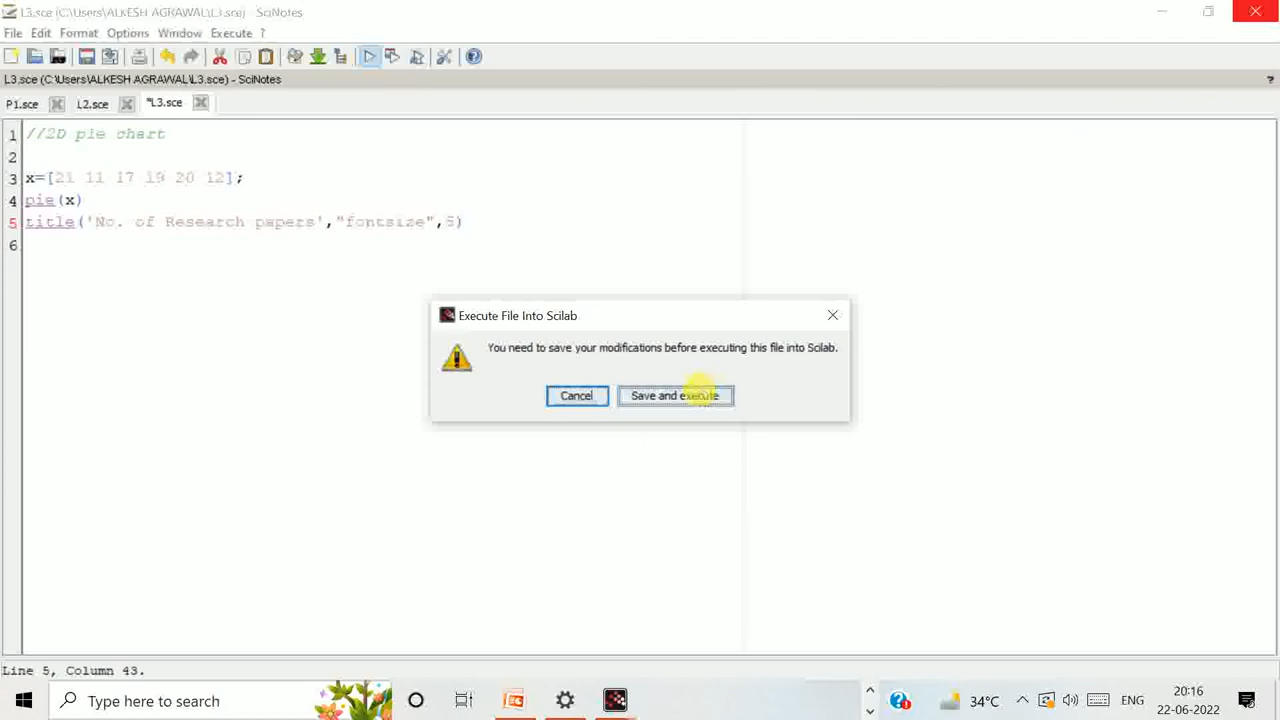 L3.sce (C:\Users\ALKESH AGRAWAL\L3.sce) - SciNotes
File Edit Format Options Window Execute ?
L3.sce (C:\Users\ALKESH AGRAWAL\L3.sce) - SciNotes ?
P1.sce L2.sce *L3.sce
1 //2D pie chart
2
3 x=[21 11 17 19 20 12];
4 pie(x)
5 title('No. of Research papers',"fontsize",5)
6
Execute File Into Scilab
You need to save your modifications before executing this file into Scilab.
Cancel Save and execute
Line 5, Column 43.
Type here to search 34°C ENG 20:16
22-06-2022